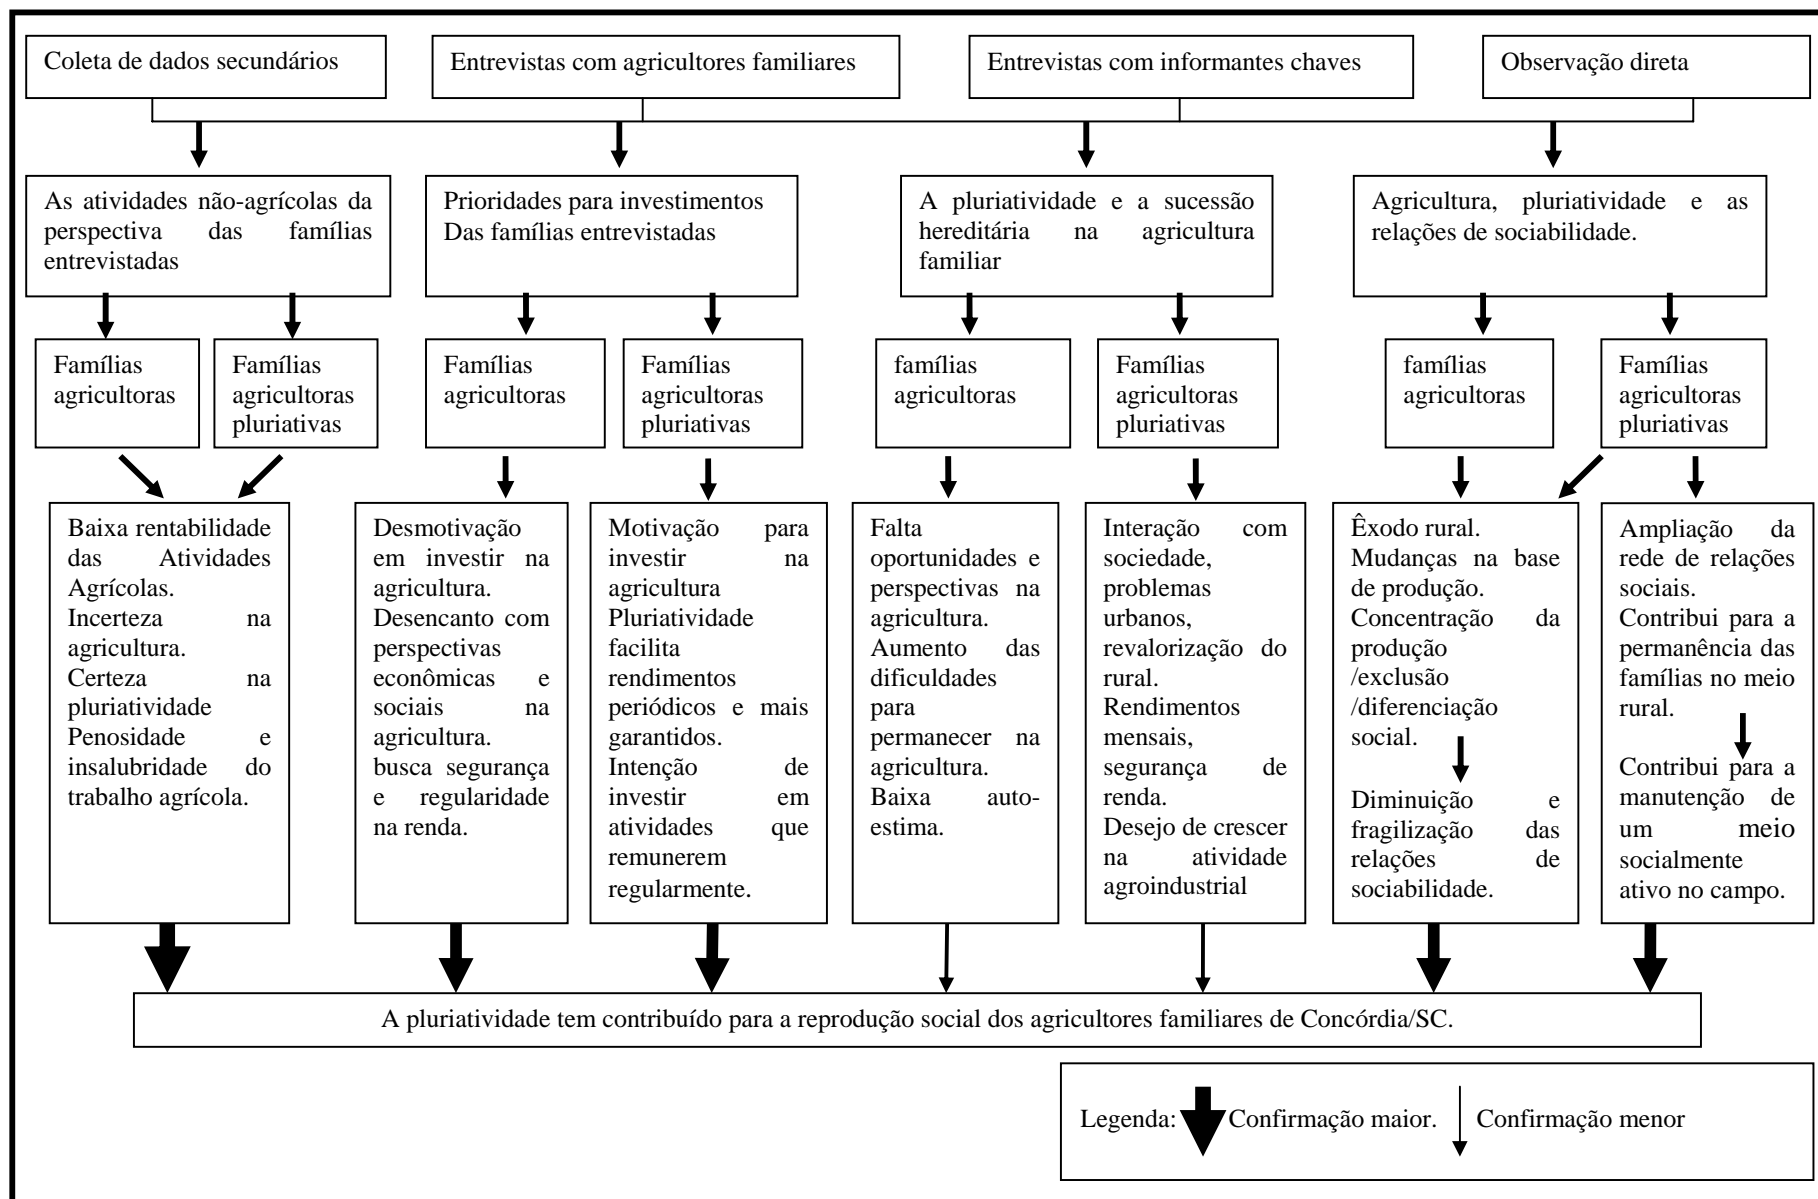 Coleta de dados secundários
Entrevistas com agricultores familiares
Entrevistas com informantes chaves
Observação direta
As atividades não-agrícolas da
perspectiva das famílias
entrevistadas
Prioridades para investimentos
Das famílias entrevistadas
A pluriatividade e a sucessão
hereditária na agricultura
familiar
Agricultura, pluriatividade e as
relações de sociabilidade.
Famílias
agricultoras
Famílias
agricultoras
pluriativas
Famílias
agricultoras
Famílias
agricultoras
pluriativas
famílias
agricultoras
Famílias
agricultoras
pluriativas
famílias
agricultoras
Famílias
agricultoras
pluriativas
Baixa rentabilidade
das Atividades
Agrícolas.
Incerteza na
agricultura.
Certeza na
pluriatividade
Penosidade e
insalubridade do
trabalho agrícola.
Desmotivação
em investir na
agricultura.
Desencanto com
perspectivas
econômicas e
sociais na
agricultura.
busca segurança
e regularidade
na renda.
Motivação para
investir na
agricultura
Pluriatividade
facilita
rendimentos
periódicos e mais
garantidos.
Intenção de
investir em
atividades que
remunerem
regularmente.
Falta
oportunidades e
perspectivas na
agricultura.
Aumento das
dificuldades
para
permanecer na
agricultura.
Baixa auto-
estima.
Interação com
sociedade,
problemas
urbanos,
revalorização do
rural.
Rendimentos
mensais,
segurança de
renda.
Desejo de crescer
na atividade
agroindustrial
Êxodo rural.
Mudanças na base
de produção.
Concentração da
produção
/exclusão
/diferenciação
social.
Diminuição e
fragilização das
relações de
sociabilidade.
Ampliação da
rede de relações
sociais.
Contribui para a
permanência das
famílias no meio
rural.
Contribui para a
manutenção de
um meio
socialmente
ativo no campo.
A pluriatividade tem contribuído para a reprodução social dos agricultores familiares de Concórdia/SC.
Legenda: Confirmação maior. Confirmação menor